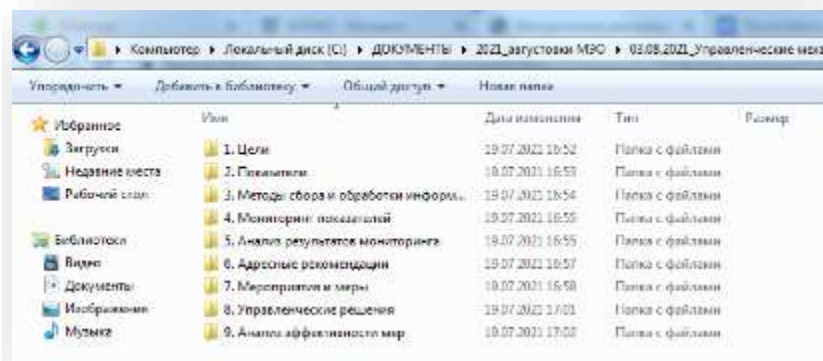 Компьютер ▸ Локальный диск (C:) ▸ ДОКУМЕНТЫ ▸ 2021_августовки МЭО ▸ 03.08.2021_Управленческие
Упорядочить Добавить в библиотеку Общий доступ Новая папка
Имя Дата изменения Тип Размер
Избранное
Загрузки
Недавние места
Рабочий стол
Библиотеки
Видео
Документы
Изображения
Музыка
1. Цели 19.07.2021 16:52 Папка с файлами
2. Показатели 19.07.2021 16:53 Папка с файлами
3. Методы сбора и обработки информ... 19.07.2021 16:54 Папка с файлами
4. Мониторинг показателей 19.07.2021 16:55 Папка с файлами
5. Анализ результатов мониторинга 19.07.2021 16:55 Папка с файлами
6. Адресные рекомендации 19.07.2021 16:57 Папка с файлами
7. Мероприятия и меры 19.07.2021 16:58 Папка с файлами
8. Управленческие решения 19.07.2021 17:01 Папка с файлами
9. Анализ эффективности мер 19.07.2021 17:02 Папка с файлами